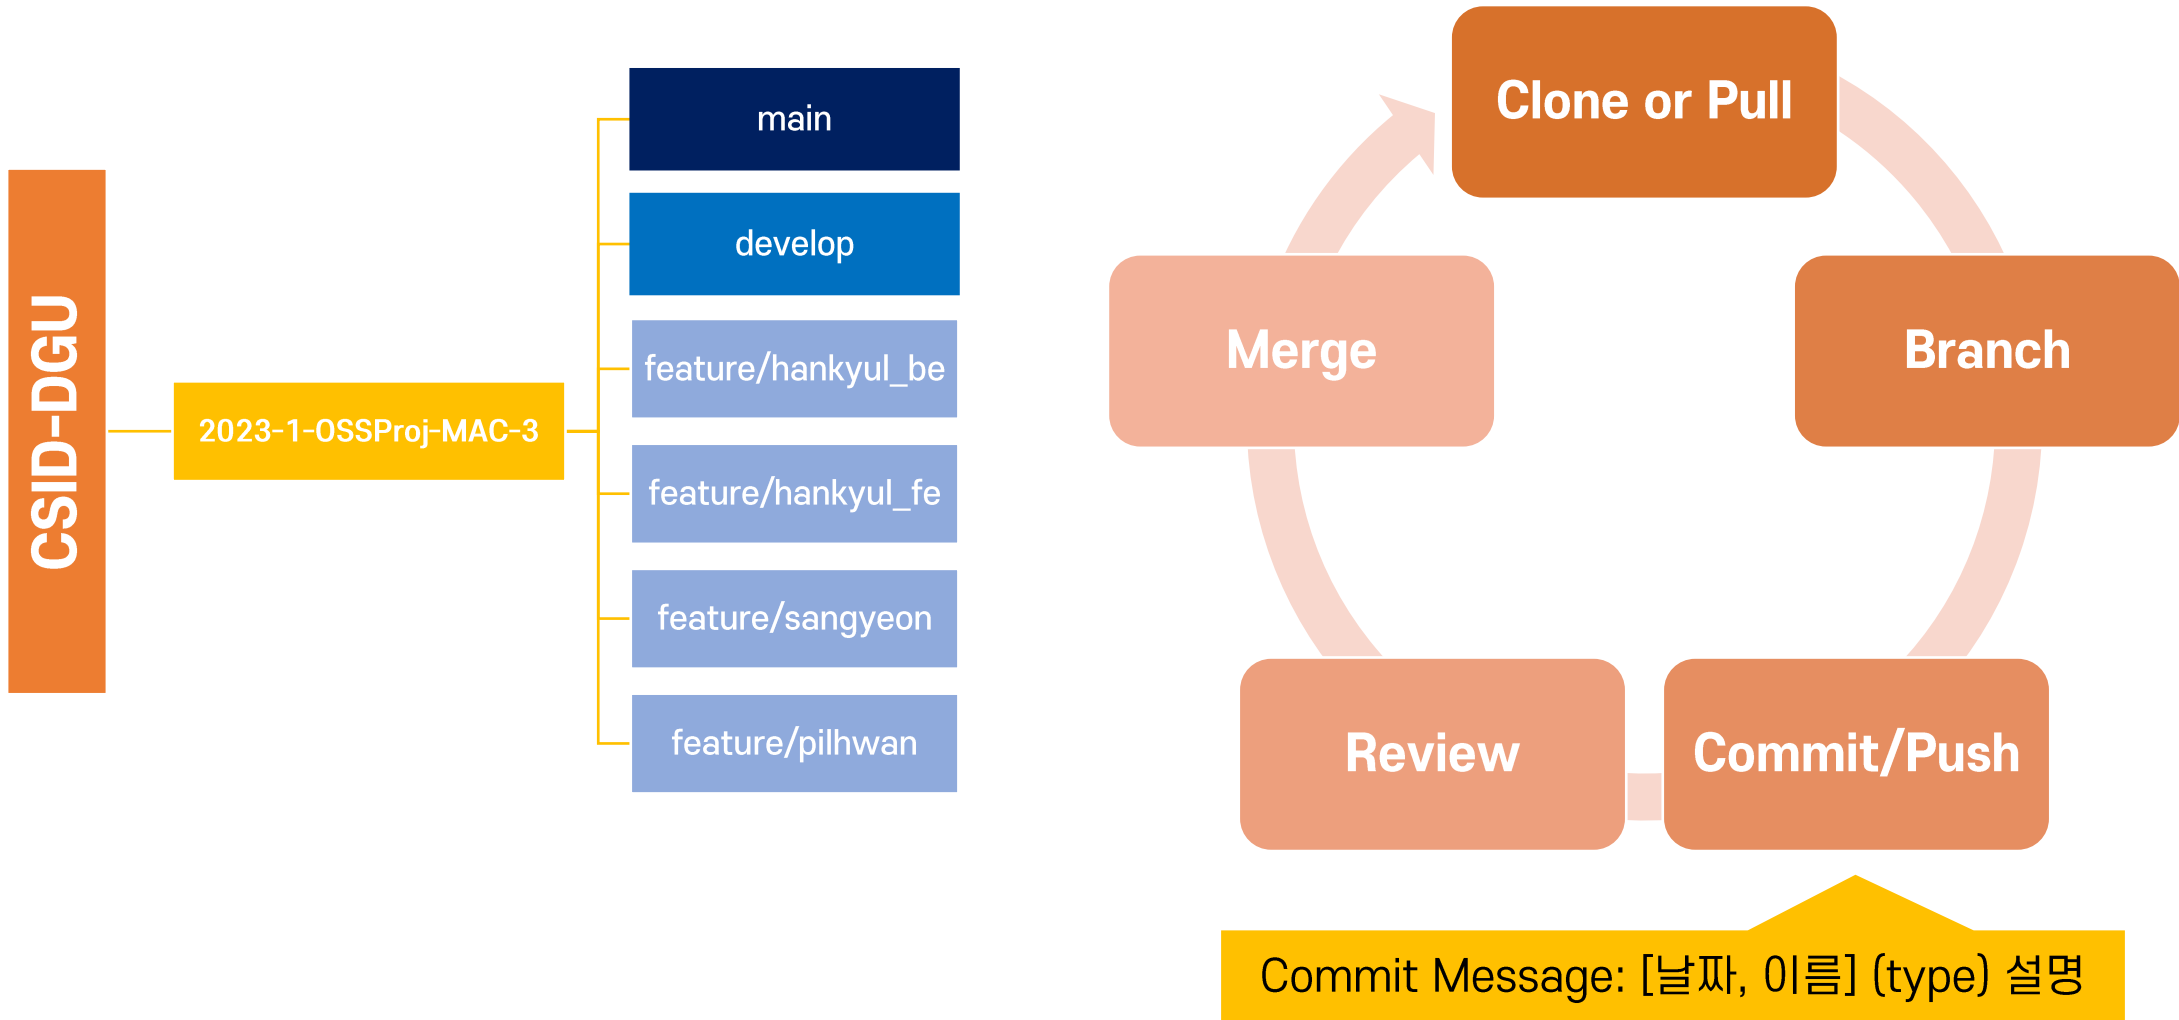 CSID-DGU
2023-1-OSSProj-MAC-3
main
develop
feature/hankyul_be
feature/hankyul_fe
feature/sangyeon
feature/pilhwan
Clone or Pull
Branch
Commit/Push
Review
Merge
Commit Message: [날짜, 이름] (type) 설명